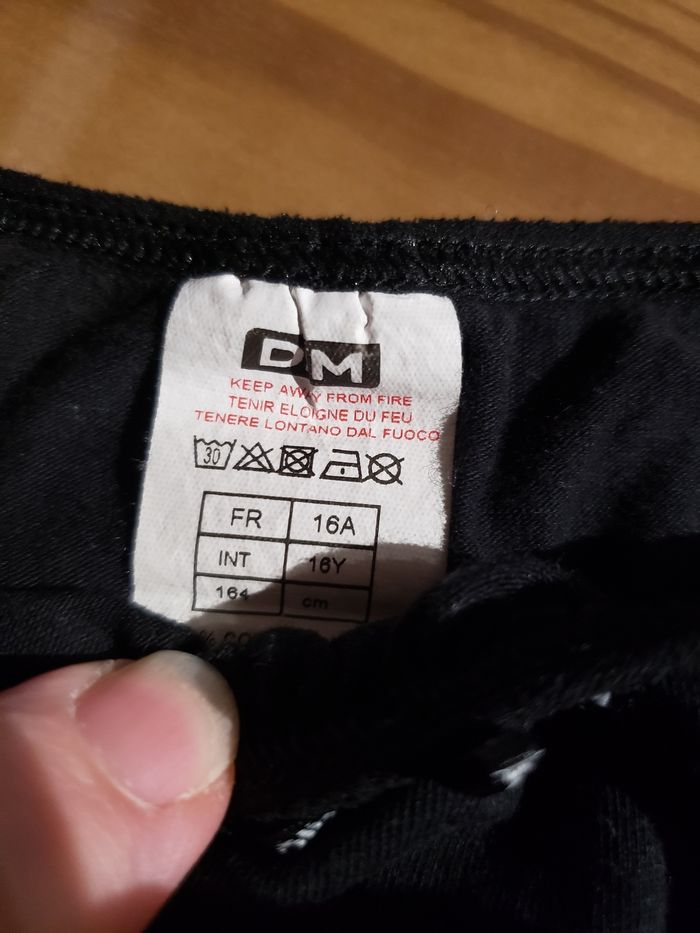 DM
KEEP AWAY FROM FIRE
TENIR ELOIGNE DU FEU
TENERE LONTANO DAL FUOCO
30
FR 16A
INT 16Y
164 cm
%